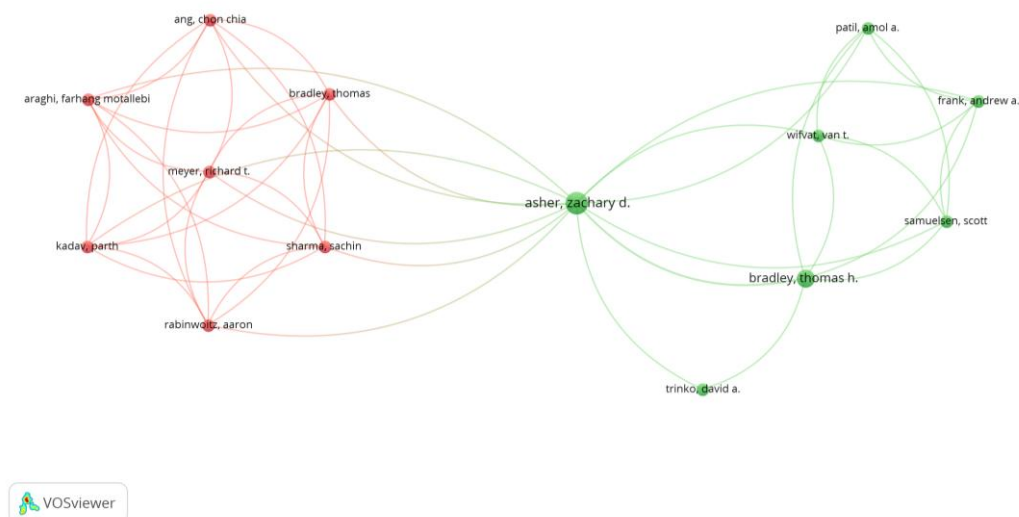 ang, chon chia
patil, amol a.
bradley, thomas
araghi, farhang motallebi
frank, andrew a.
wifvat, van t.
meyer, richard t.
asher, zachary d.
samuelsen, scott
kadav, parth
sharma, sachin
bradley, thomas h.
rabinwoitz, aaron
trinko, david a.
VOSviewer